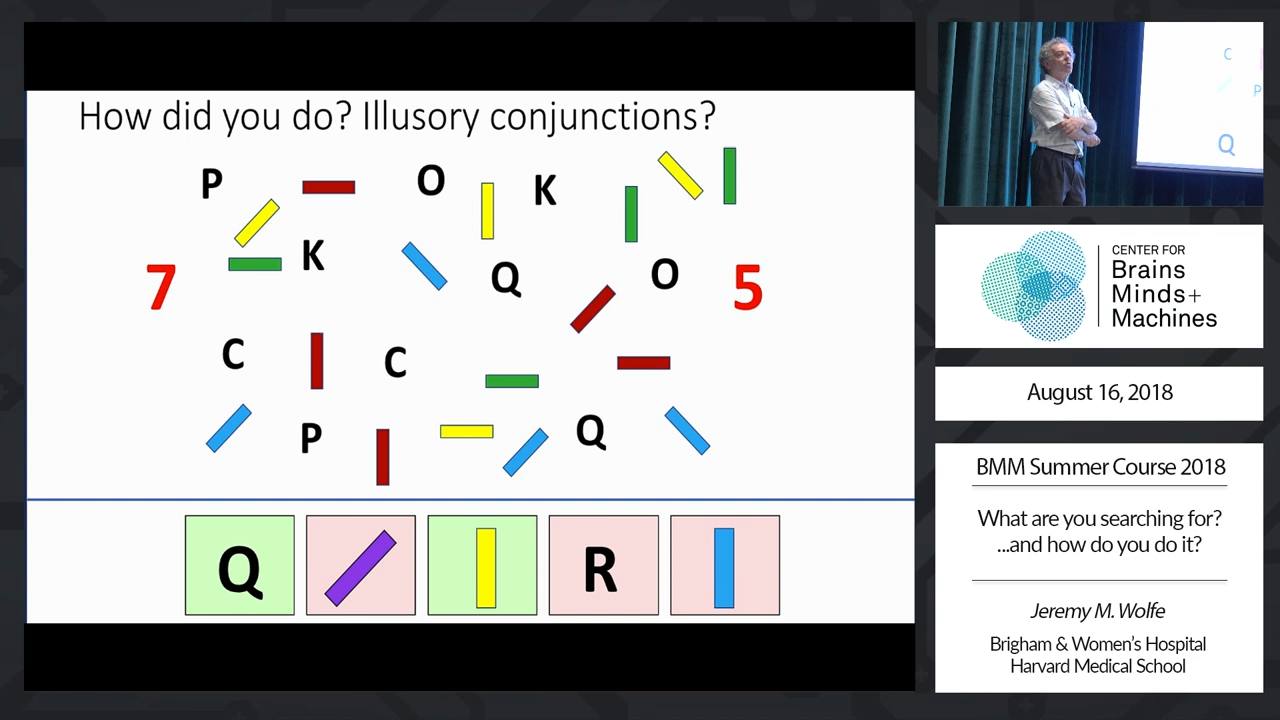 How did you do? Illusory conjunctions?
P O K
K Q O
7 5
C C
P Q
Q R
C
P
Q
CENTER FOR
Brains
Minds+
Machines
August 16, 2018
BMM Summer Course 2018
What are you searching for?
...and how do you do it?
Jeremy M. Wolfe
Brigham & Women's Hospital
Harvard Medical School